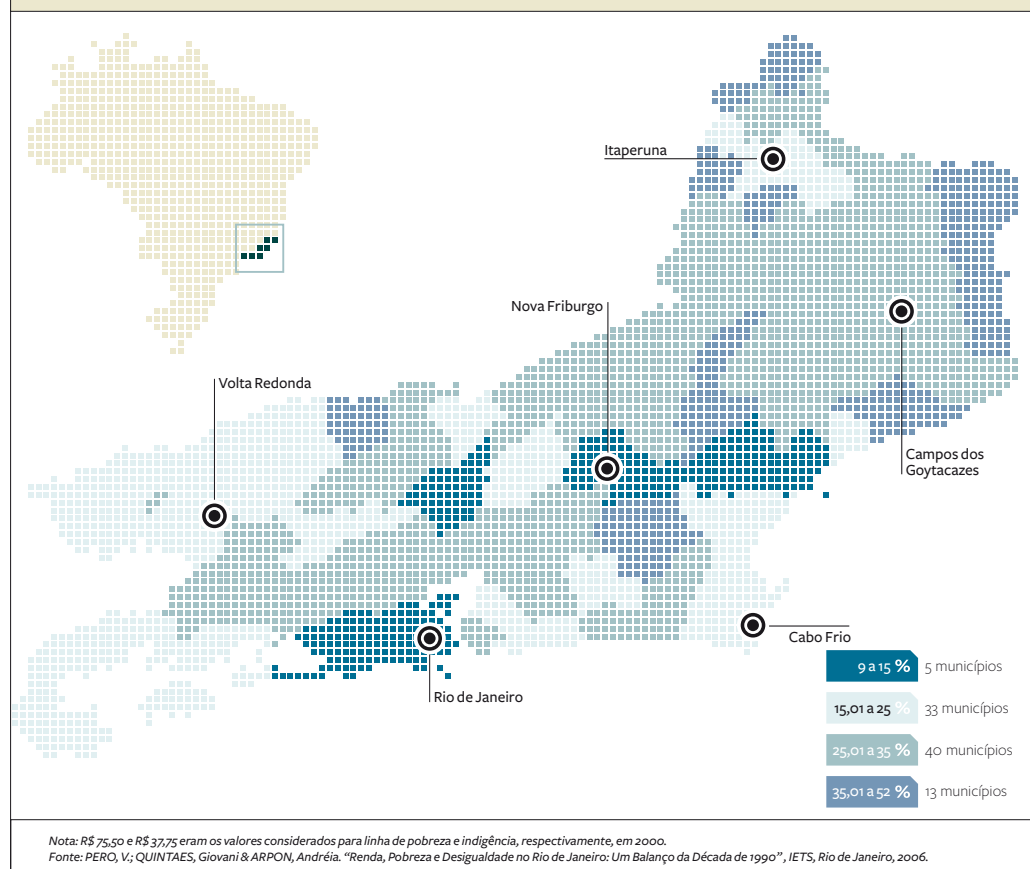 Itaperuna
Nova Friburgo
Volta Redonda
Campos dos
Goytacazes
Cabo Frio
Rio de Janeiro
9 a 15 % 5 municípios
15,01 a 25 % 33 municípios
25,01 a 35 % 40 municípios
35,01 a 52 % 13 municípios
Nota: R$ 75,50 e R$ 37,75 eram os valores considerados para linha de pobreza e indigência, respectivamente, em 2000.
Fonte: PERO, V.; QUINTAES, Giovani & ARPON, Andréia. “Renda, Pobreza e Desigualdade no Rio de Janeiro: Um Balanço da Década de 1990” , IETS, Rio de Janeiro, 2006.